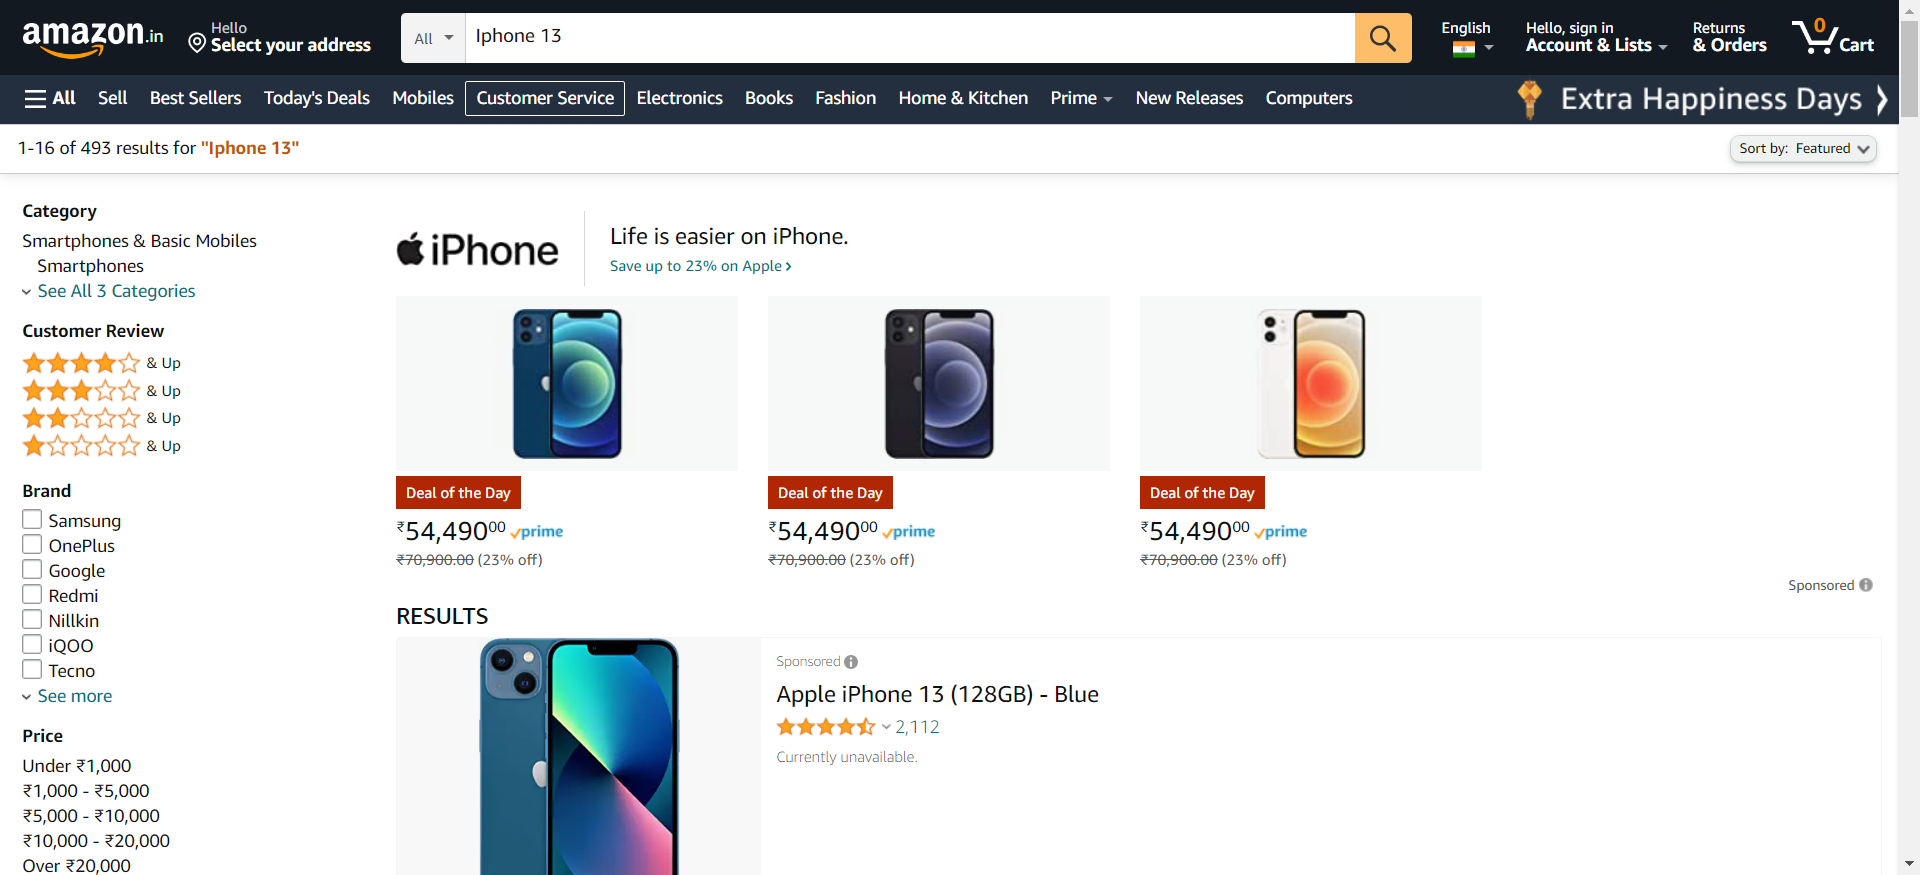 amazon.in
Hello
Select your address
All
Iphone 13
English
Hello, sign in
Account & Lists
Returns
& Orders
0
Cart
All
Sell
Best Sellers
Today's Deals
Mobiles
Customer Service
Electronics
Books
Fashion
Home & Kitchen
Prime
New Releases
Computers
Extra Happiness Days
1-16 of 493 results for "Iphone 13"
Sort by: Featured
Category
Smartphones & Basic Mobiles
Smartphones
See All 3 Categories
Customer Review
& Up
& Up
& Up
& Up
Brand
Samsung
OnePlus
Google
Redmi
Nillkin
iQOO
Tecno
See more
Price
Under ₹1,000
₹1,000 - ₹5,000
₹5,000 - ₹10,000
₹10,000 - ₹20,000
Over ₹20,000
iPhone
Life is easier on iPhone.
Save up to 23% on Apple ›
Deal of the Day
₹54,49000 prime
₹70,900.00 (23% off)
Deal of the Day
₹54,49000 prime
₹70,900.00 (23% off)
Deal of the Day
₹54,49000 prime
₹70,900.00 (23% off)
Sponsored
RESULTS
Sponsored
Apple iPhone 13 (128GB) - Blue
2,112
Currently unavailable.